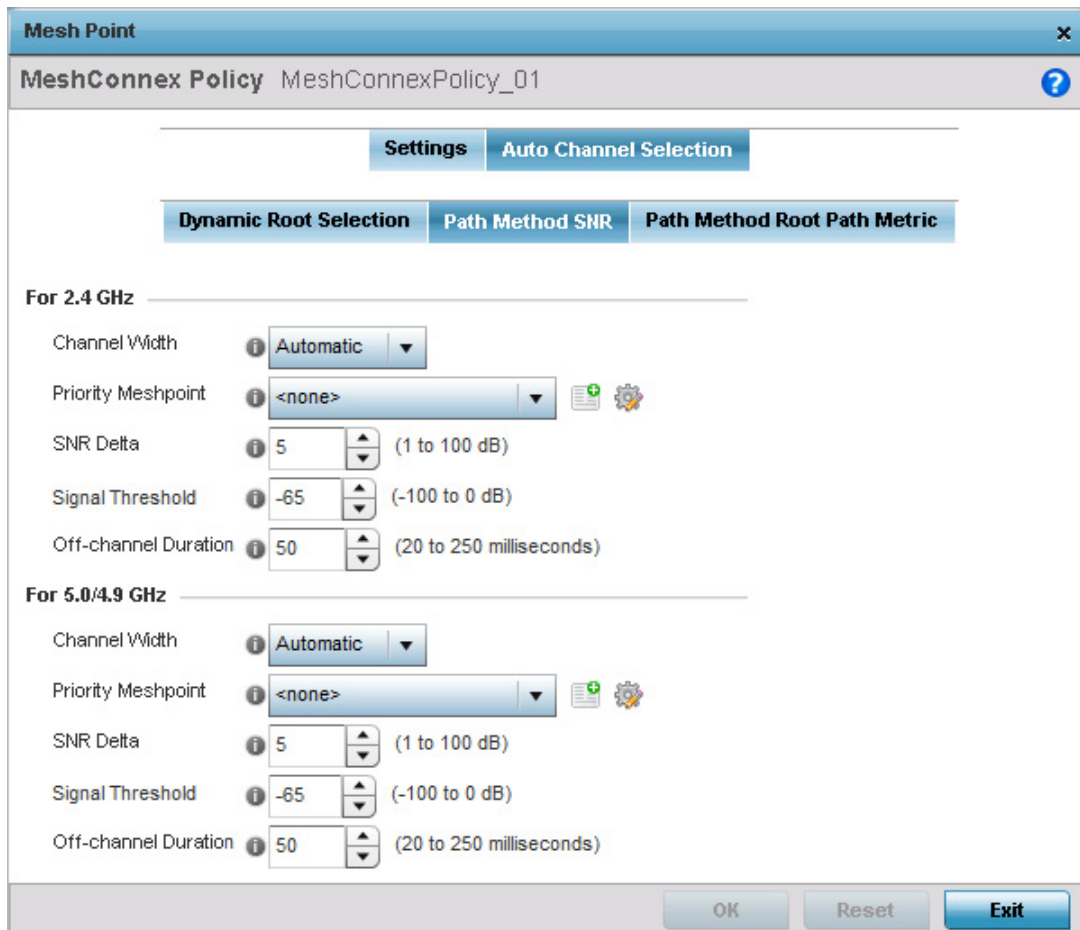 Mesh Point
MeshConnex Policy MeshConnexPolicy_01
Settings Auto Channel Selection
Dynamic Root Selection Path Method SNR Path Method Root Path Metric
For 2.4 GHz
Channel Width Automatic
Priority Meshpoint <none>
SNR Delta 5 (1 to 100 dB)
Signal Threshold -65 (-100 to 0 dB)
Off-channel Duration 50 (20 to 250 milliseconds)
For 5.0/4.9 GHz
Channel Width Automatic
Priority Meshpoint <none>
SNR Delta 5 (1 to 100 dB)
Signal Threshold -65 (-100 to 0 dB)
Off-channel Duration 50 (20 to 250 milliseconds)
OK Reset Exit